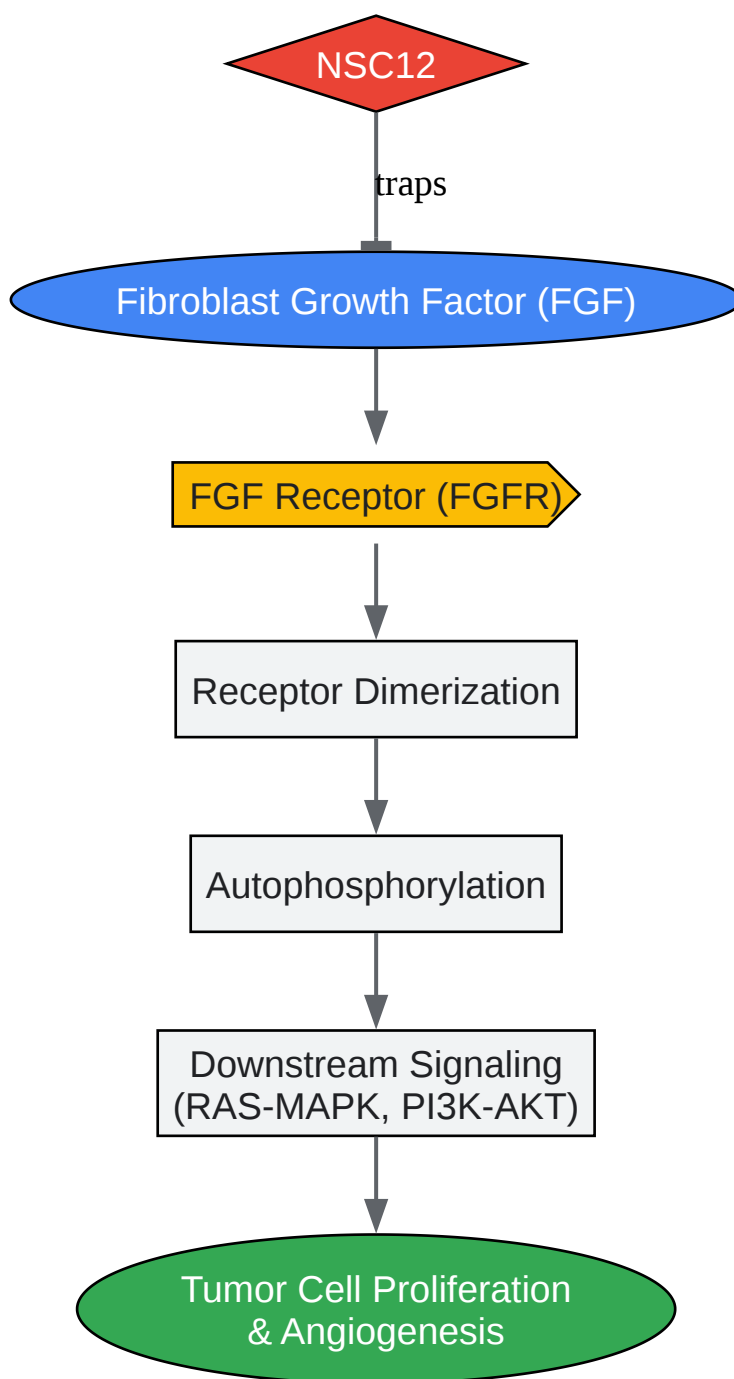 NSC12
traps
Fibroblast Growth Factor (FGF)
FGF Receptor (FGFR)
Receptor Dimerization
Autophosphorylation
Downstream Signaling
(RAS-MAPK, PI3K-AKT)
Tumor Cell Proliferation
& Angiogenesis